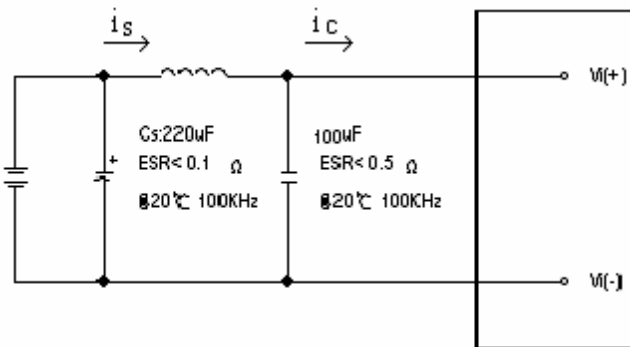 is
ic
Vi(+)
Cs:220uF
ESR<0.1 Ω
@20℃ 100KHz
100uF
ESR<0.5 Ω
@20℃ 100KHz
+
Vi(-)